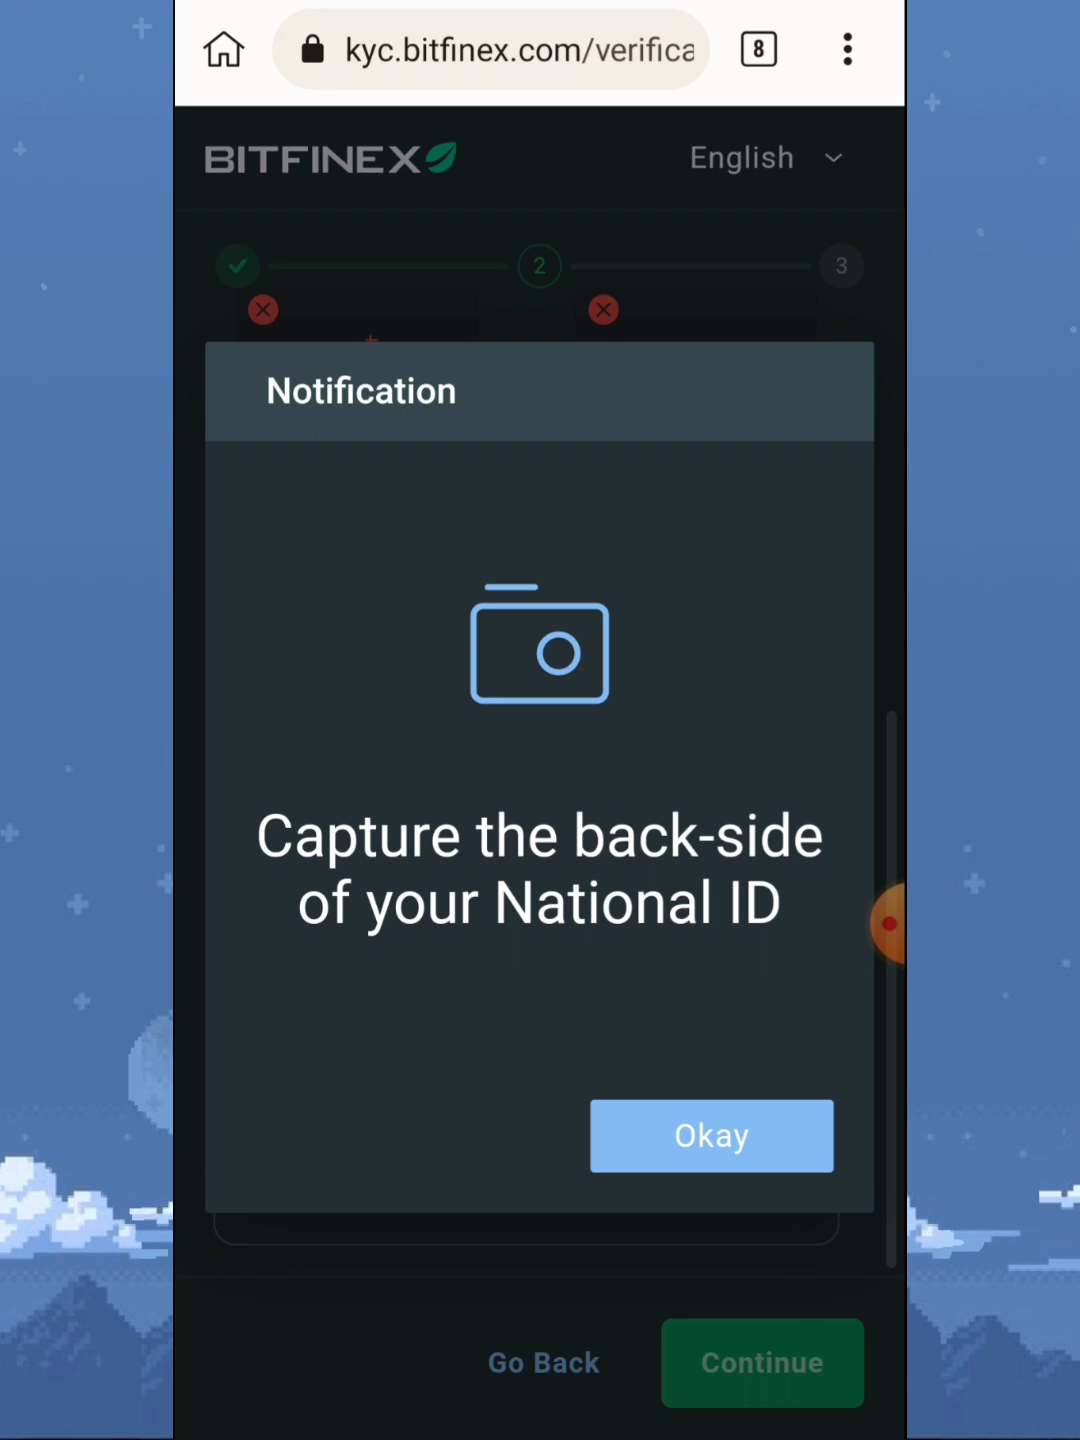 kyc.bitfinex.com/verifica
8
BITFINEX
English
2
3
Notification
Capture the back-side
of your National ID
Okay
Go Back
Continue